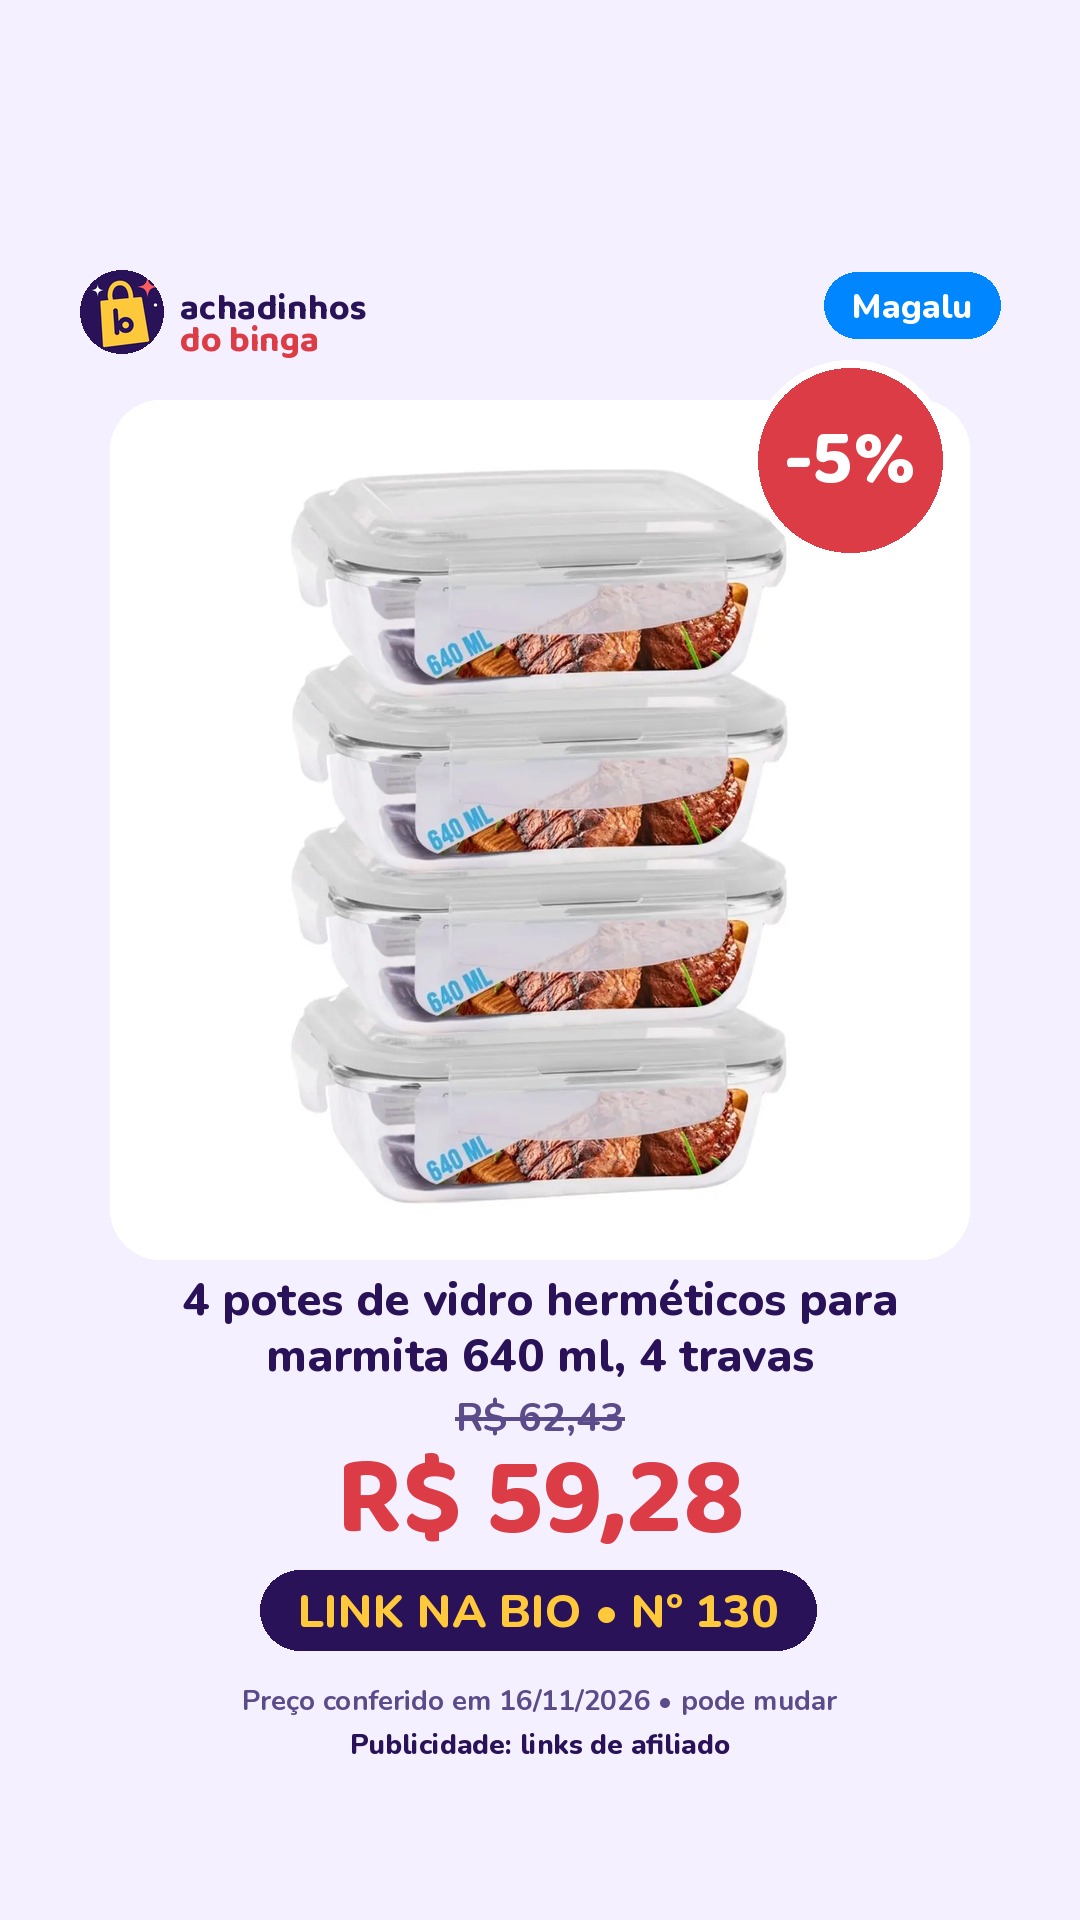 achadinhos
do binga
b
Magalu
-5%
640 ML
640 ML
640 ML
640 ML
4 potes de vidro herméticos para
marmita 640 ml, 4 travas
R$ 62,43
R$ 59,28
LINK NA BIO • Nº 130
Preço conferido em 16/11/2026 • pode mudar
Publicidade: links de afiliado